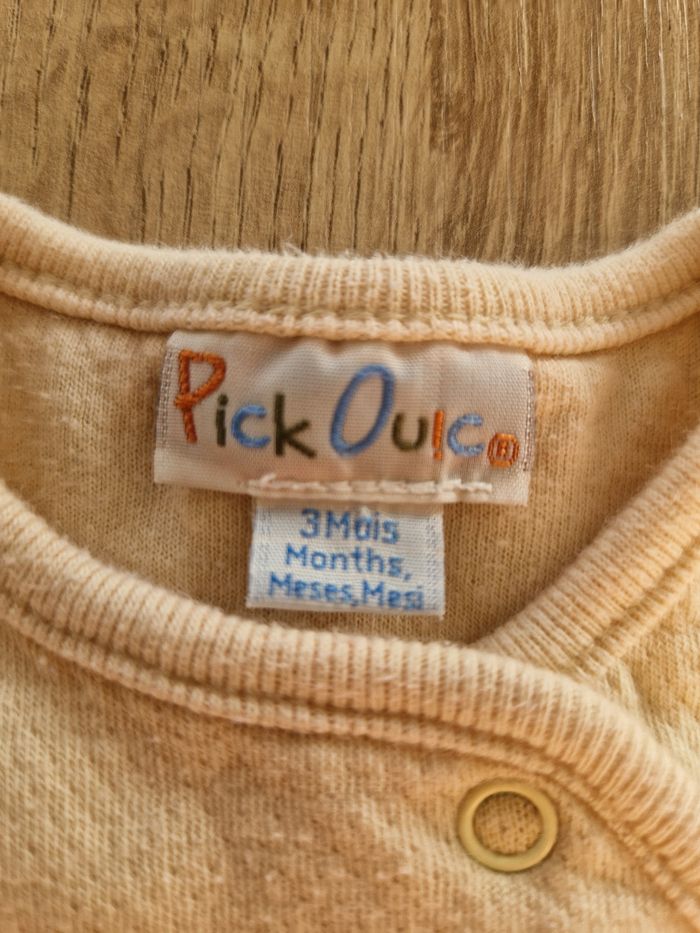 Pick Ouic®
3 Mois
Months,
Meses,Mesi